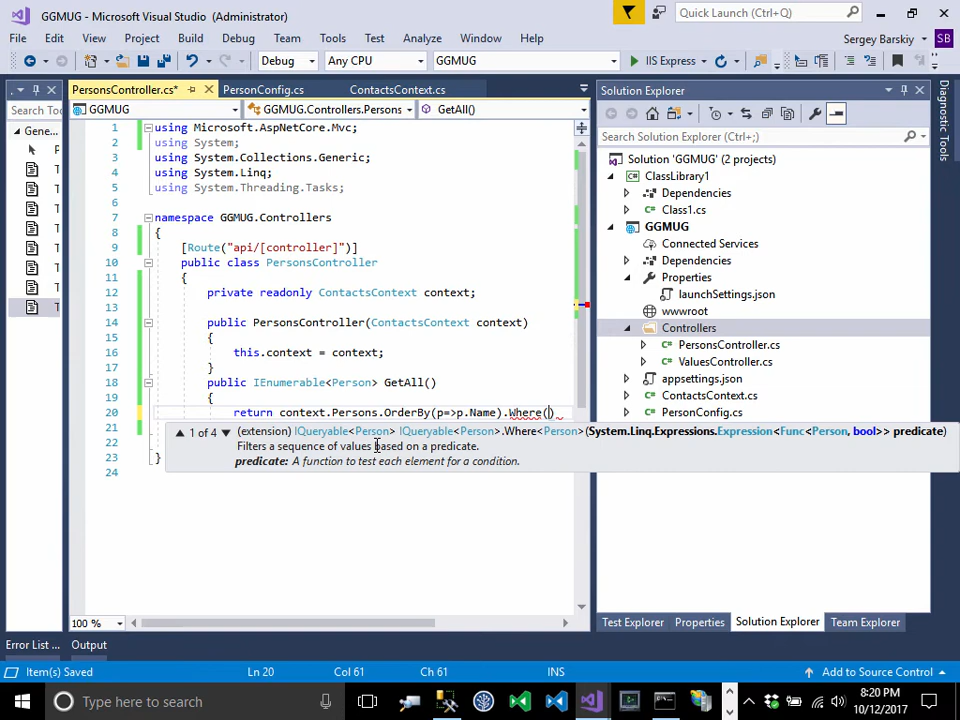 GGMUG - Microsoft Visual Studio (Administrator)
Quick Launch (Ctrl+Q)
File Edit View Project Build Debug Team Tools Test Analyze Window Help
Sergey Barskiy SB
Debug Any CPU GGMUG IIS Express
PersonsController.cs* PersonConfig.cs ContactsContext.cs
Solution Explorer
GGMUG GGMUG.Controllers.Persons GetAll()
Search Tool
Gene...
Search Solution Explorer (Ctrl+;)
Diagnostic Tools
1 using Microsoft.AspNetCore.Mvc;
2 using System;
3 using System.Collections.Generic;
4 using System.Linq;
5 using System.Threading.Tasks;
6
7 namespace GGMUG.Controllers
8 {
9 [Route("api/[controller]")]
10 public class PersonsController
11 {
12 private readonly ContactsContext context;
13
14 public PersonsController(ContactsContext context)
15 {
16 this.context = context;
17 }
18 public IEnumerable<Person> GetAll()
19 {
20 return context.Persons.OrderBy(p=>p.Name).Where()
21
22
23 }
24
1 of 4 (extension) IQueryable<Person> IQueryable<Person>.Where<Person>(System.Linq.Expressions.Expression<Func<Person, bool>> predicate)
Filters a sequence of values based on a predicate.
predicate: A function to test each element for a condition.
Solution 'GGMUG' (2 projects)
ClassLibrary1
Dependencies
Class1.cs
GGMUG
Connected Services
Dependencies
Properties
launchSettings.json
wwwroot
Controllers
PersonsController.cs
ValuesController.cs
appsettings.json
ContactsContext.cs
PersonConfig.cs
100 %
Test Explorer Properties Solution Explorer Team Explorer
Error List ... Output
Item(s) Saved Ln 20 Col 61 Ch 61 INS Add to Source Control
Type here to search
8:20 PM
10/12/2017